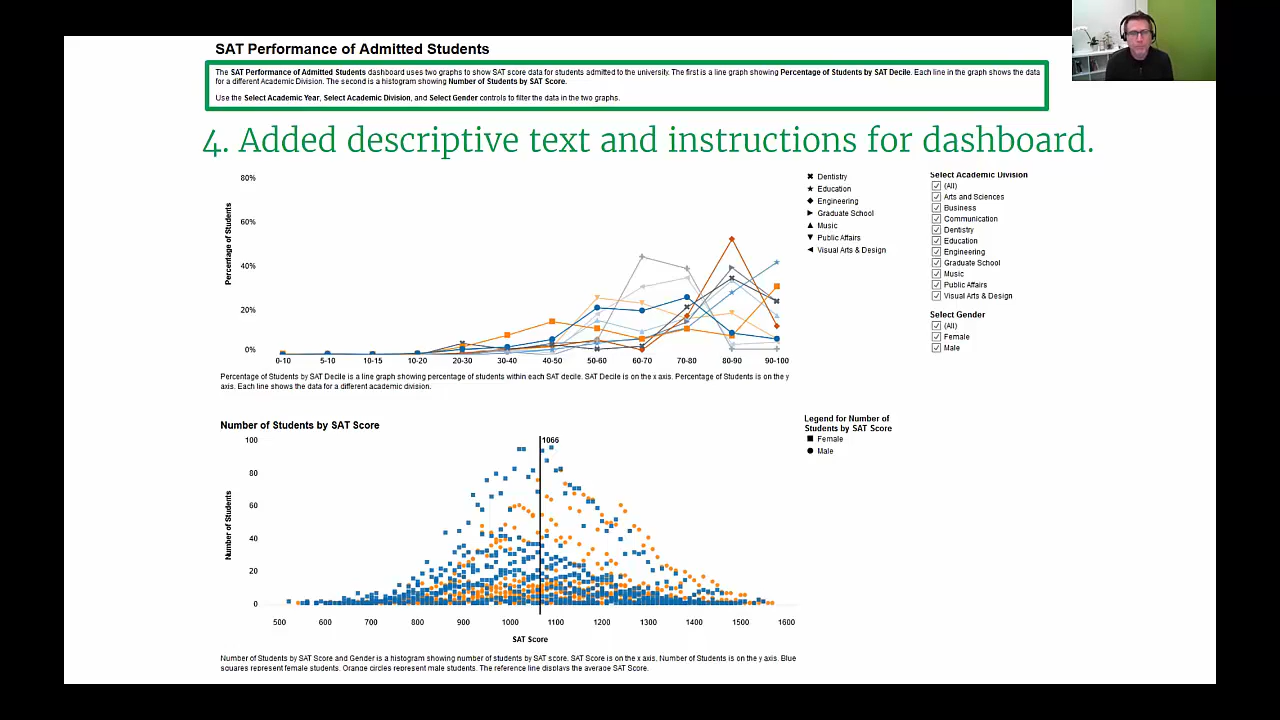 SAT Performance of Admitted Students
The SAT Performance of Admitted Students dashboard uses two graphs to show SAT score data for students admitted to the university. The first is a line graph showing Percentage of Students by SAT Decile. Each line in the graph shows the data
for a different Academic Division. The second is a histogram showing Number of Students by SAT Score.
Use the Select Academic Year, Select Academic Division, and Select Gender controls to filter the data in the two graphs.
4. Added descriptive text and instructions for dashboard.
80%
60%
40%
20%
0%
Percentage of Students
0-10 5-10 10-15 10-20 20-30 30-40 40-50 50-60 60-70 70-80 80-90 90-100
Dentistry
Education
Engineering
Graduate School
Music
Public Affairs
Visual Arts & Design
Select Academic Division
(All)
Arts and Sciences
Business
Communication
Dentistry
Education
Engineering
Graduate School
Music
Public Affairs
Visual Arts & Design
Select Gender
(All)
Female
Male
Percentage of Students by SAT Decile is a line graph showing percentage of students within each SAT decile. SAT Decile is on the x axis. Percentage of Students is on the y
axis. Each line shows the data for a different academic division.
Number of Students by SAT Score
100
80
60
40
20
0
Number of Students
1066
500 600 700 800 900 1000 1100 1200 1300 1400 1500 1600
SAT Score
Legend for Number of
Students by SAT Score
Female
Male
Number of Students by SAT Score and Gender is a histogram showing number of students by SAT score. SAT Score is on the x axis. Number of Students is on the y axis. Blue
squares represent female students. Orange circles represent male students. The reference line displays the average SAT Score.